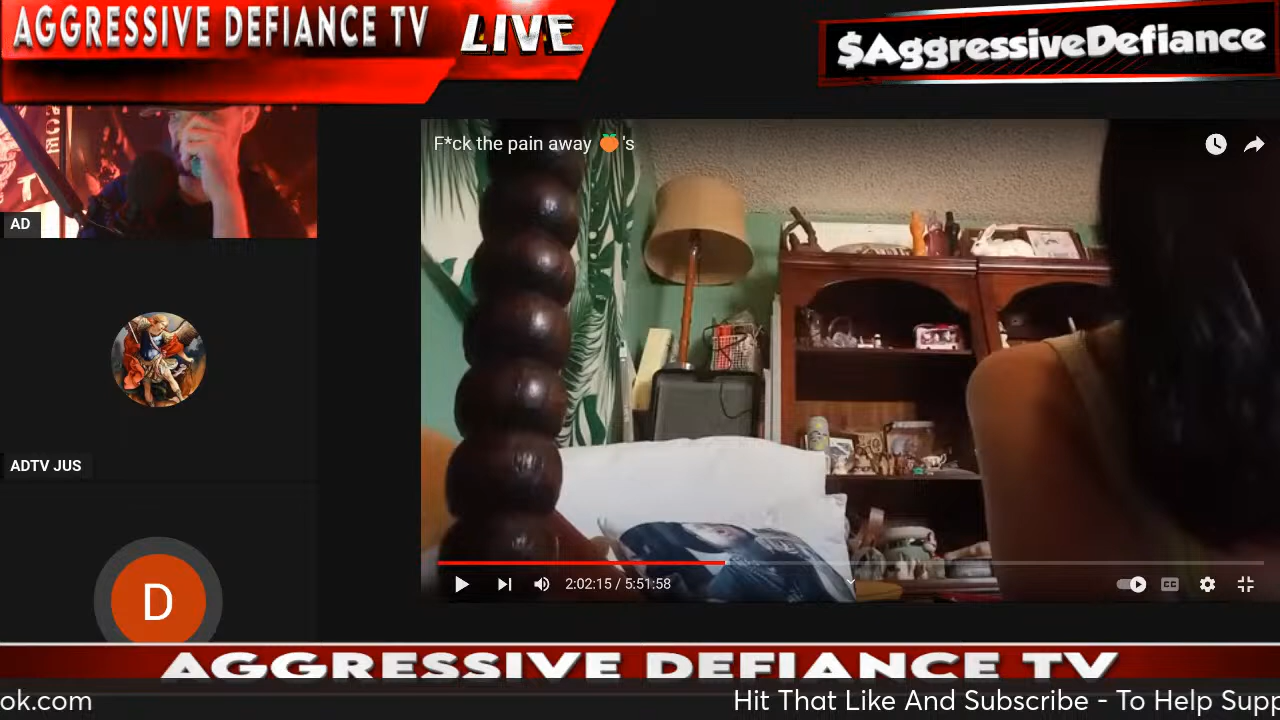 AGGRESSIVE DEFIANCE TV LIVE
$AggressiveDefiance
F*ck the pain away 🍑's
AD
ADTV JUS
D
2:02:15 / 5:51:58
CC
AGGRESSIVE DEFIANCE TV
ok.com Hit That Like And Subscribe - To Help Supp